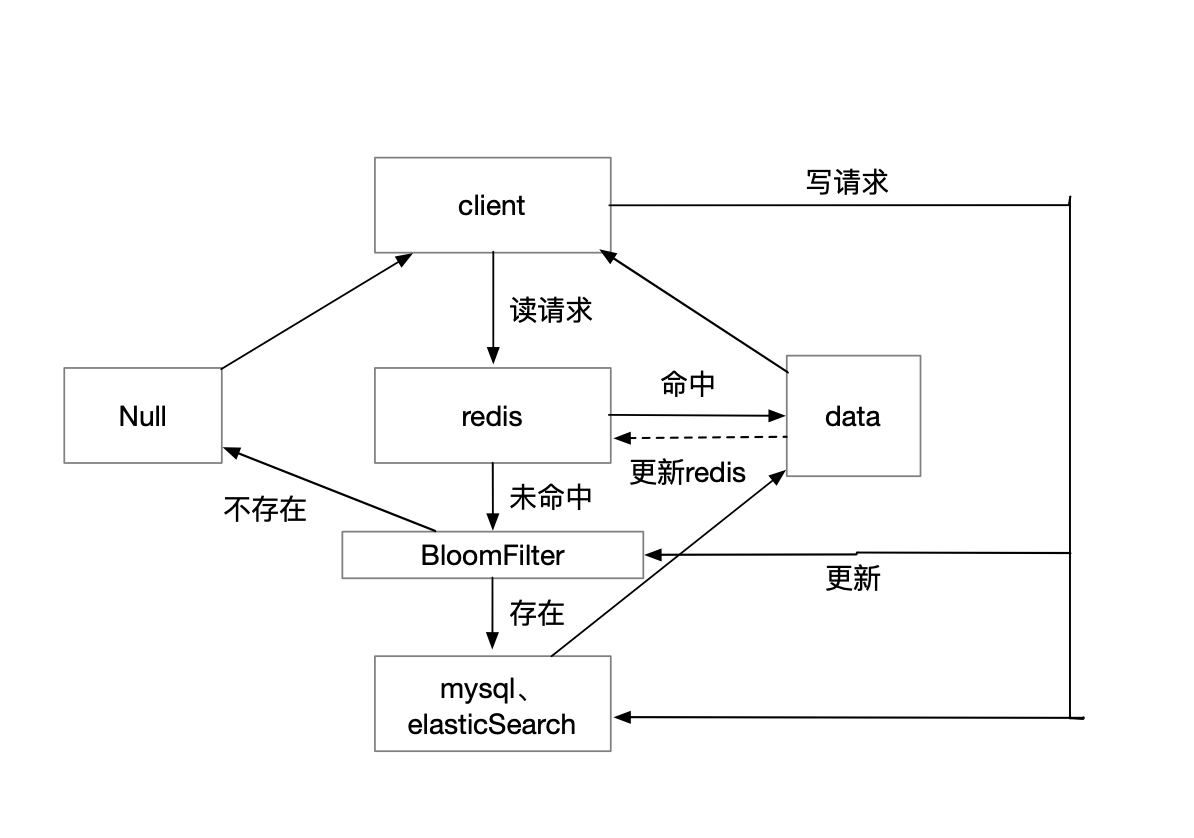 写请求
client
读请求
命中
Null
redis
data
更新redis
未命中
不存在
BloomFilter
更新
存在
mysql、
elasticSearch